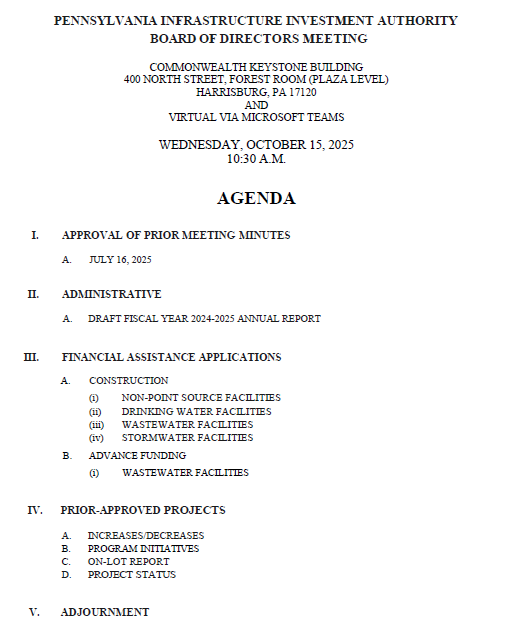 PENNSYLVANIA INFRASTRUCTURE INVESTMENT AUTHORITY
BOARD OF DIRECTORS MEETING
COMMONWEALTH KEYSTONE BUILDING
400 NORTH STREET, FOREST ROOM (PLAZA LEVEL)
HARRISBURG, PA 17120
AND
VIRTUAL VIA MICROSOFT TEAMS
WEDNESDAY, OCTOBER 15, 2025
10:30 A.M.
AGENDA
I. APPROVAL OF PRIOR MEETING MINUTES
A. JULY 16, 2025
II. ADMINISTRATIVE
A. DRAFT FISCAL YEAR 2024-2025 ANNUAL REPORT
III. FINANCIAL ASSISTANCE APPLICATIONS
A. CONSTRUCTION
(i) NON-POINT SOURCE FACILITIES
(ii) DRINKING WATER FACILITIES
(iii) WASTEWATER FACILITIES
(iv) STORMWATER FACILITIES
B. ADVANCE FUNDING
(i) WASTEWATER FACILITIES
IV. PRIOR-APPROVED PROJECTS
A. INCREASES/DECREASES
B. PROGRAM INITIATIVES
C. ON-LOT REPORT
D. PROJECT STATUS
V. ADJOURNMENT